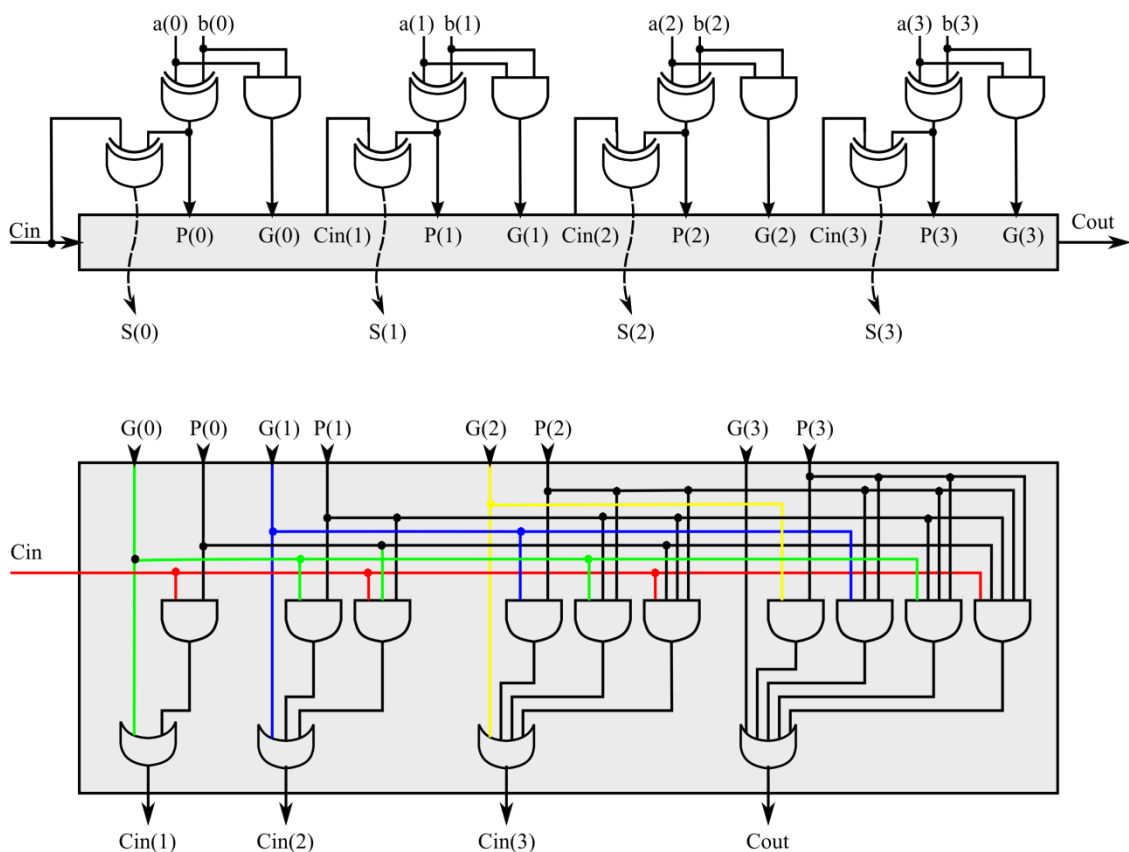 a(0) b(0) a(1) b(1) a(2) b(2) a(3) b(3)
Cin P(0) G(0) Cin(1) P(1) G(1) Cin(2) P(2) G(2) Cin(3) P(3) G(3) Cout
S(0) S(1) S(2) S(3)
G(0) P(0) G(1) P(1) G(2) P(2) G(3) P(3)
Cin
Cin(1) Cin(2) Cin(3) Cout